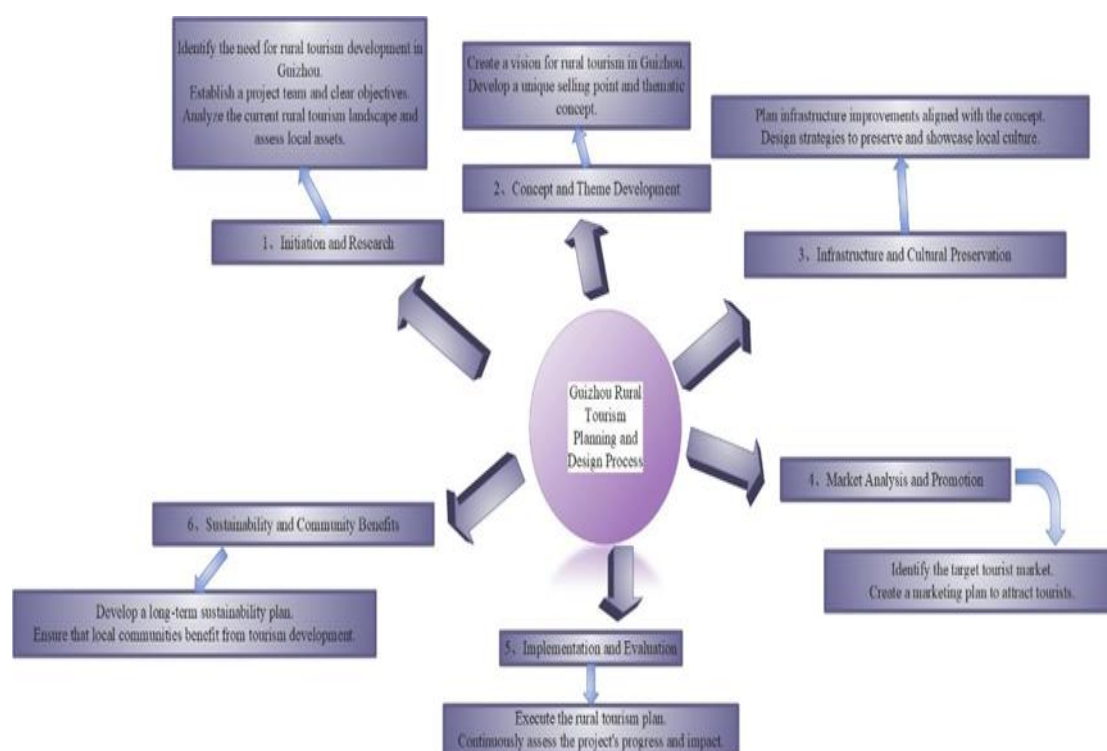 Identify the need for rural tourism development in
Guizhou.
Establish a project team and clear objectives.
Analyze the current rural tourism landscape and
assess local assets.
1、Initiation and Research
Create a vision for rural tourism in Guizhou.
Develop a unique selling point and thematic
concept.
2、Concept and Theme Development
Plan infrastructure improvements aligned with the concept.
Design strategies to preserve and showcase local culture.
3、Infrastructure and Cultural Preservation
Guizhou Rural
Tourism
Planning and
Design Process
4、Market Analysis and Promotion
Identify the target tourist market.
Create a marketing plan to attract tourists.
5、Implementation and Evaluation
Execute the rural tourism plan.
Continuously assess the project's progress and impact.
6、Sustainability and Community Benefits
Develop a long-term sustainability plan.
Ensure that local communities benefit from tourism development.